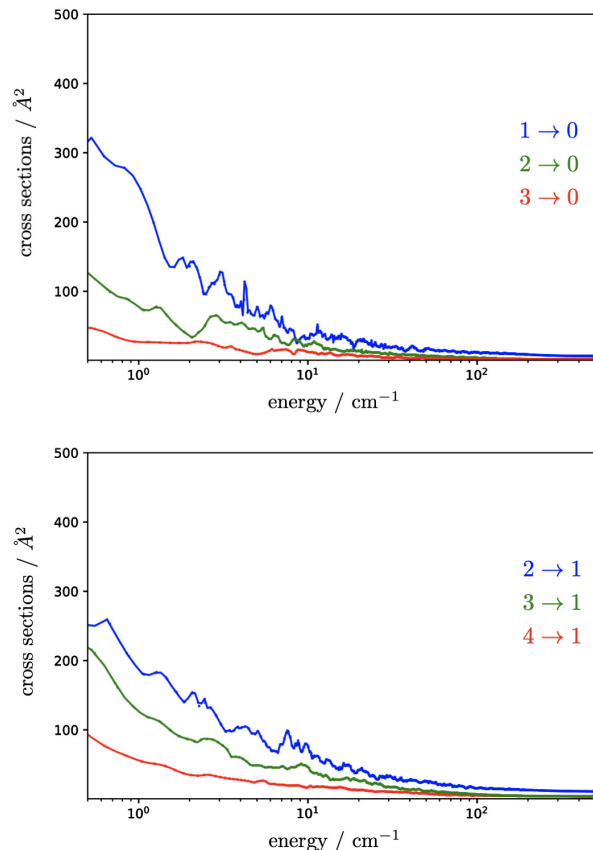 500
400
300
200
100
cross sections / Å²
1 → 0
2 → 0
3 → 0
10⁰
10¹
10²
energy / cm⁻¹
500
400
300
200
100
cross sections / Å²
2 → 1
3 → 1
4 → 1
10⁰
10¹
10²
energy / cm⁻¹